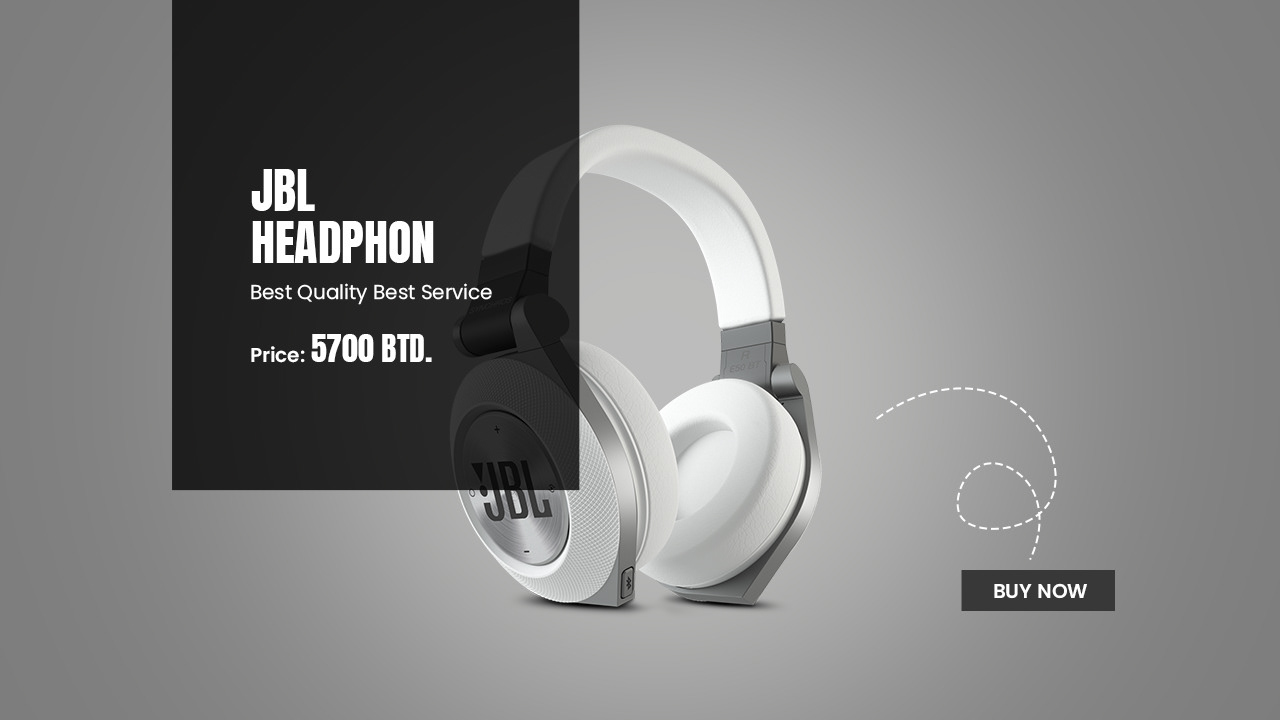 JBL
HEADPHON
Best Quality Best Service
Price: 5700 BTD.
JBL
BUY NOW